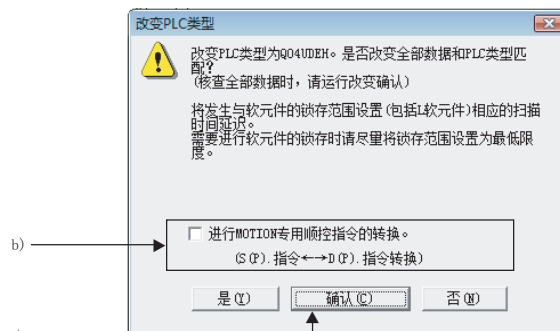 改变PLC类型
改变PLC类型为Q04UDEH。是否改变全部数据和PLC类型匹
配?
(核查全部数据时，请运行改变确认)
将发生与软元件的锁存范围设置(包括L软元件)相应的扫描
时间延迟。
需要进行软元件的锁存时请尽量将锁存范围设置为最低限
度。
b)
进行MOTION专用顺控指令的转换。
(S(P).指令←→D(P).指令转换)
是(Y)
确认(C)
否(N)